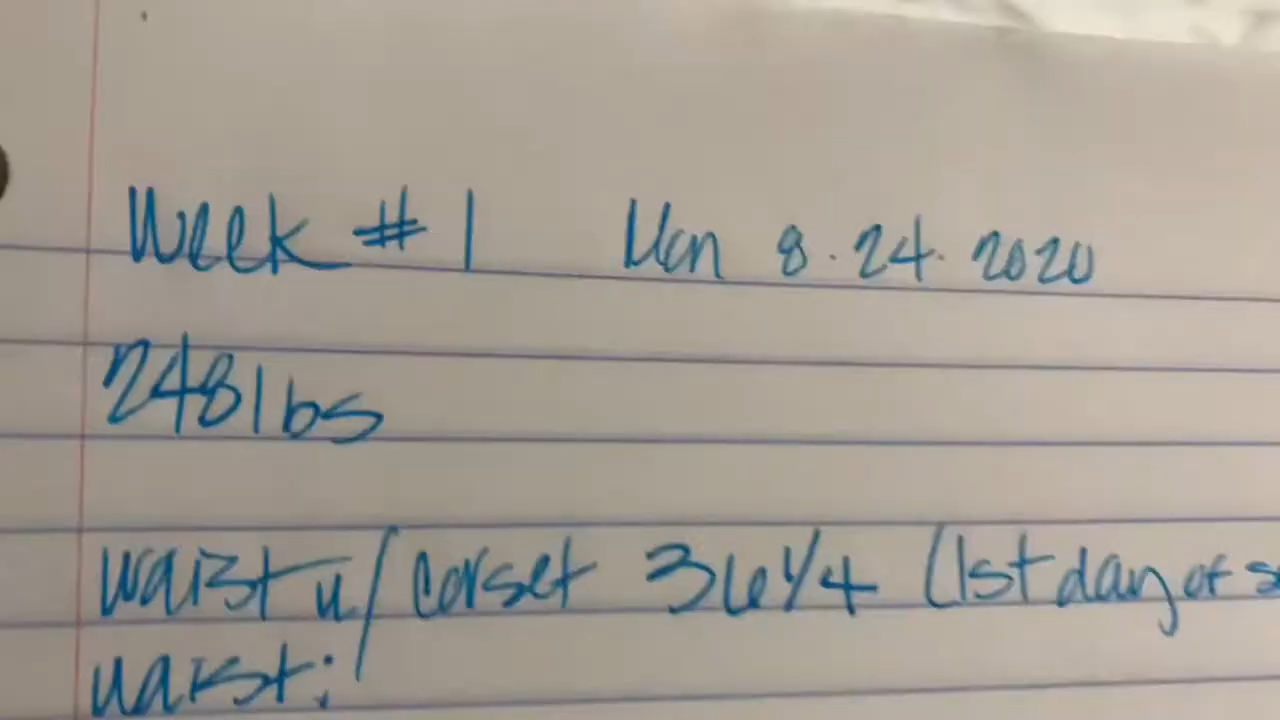 Week #1 Mon 8.24.2020
248lbs
waist w/ corset 36 1/4 (1st day of
waist: